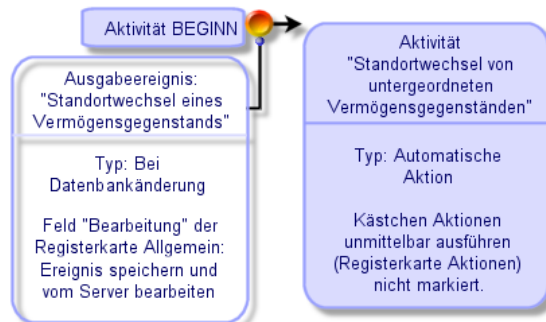 Aktivität BEGINN
Ausgabeereignis:
"Standortwechsel eines
Vermögensgegenstands"
Typ: Bei
Datenbankänderung
Feld "Bearbeitung" der
Registerkarte Allgemein:
Ereignis speichern und
vom Server bearbeiten
Aktivität
"Standortwechsel von
untergeordneten
Vermögensgegenständen"
Typ: Automatische
Aktion
Kästchen Aktionen
unmittelbar ausführen
(Registerkarte Aktionen)
nicht markiert.